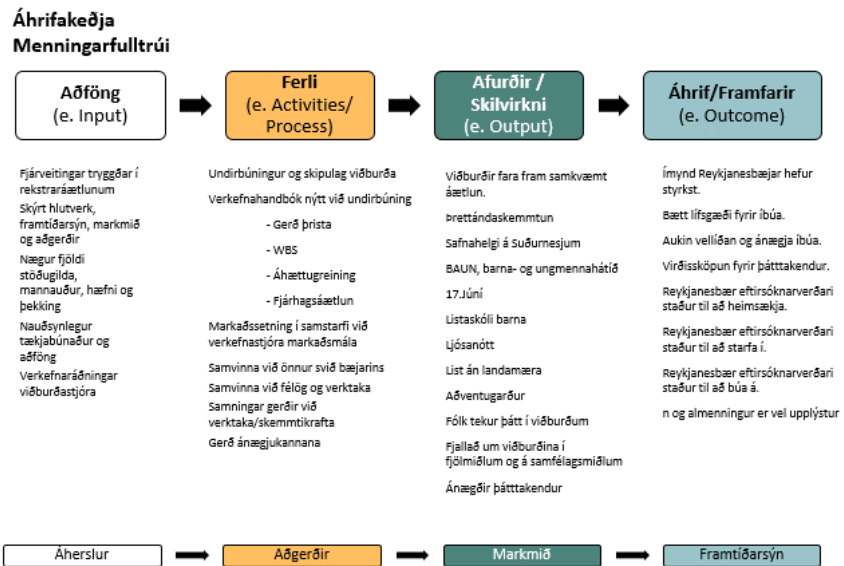 Áhrifakeðja
Menningarfulltrúi
Aðföng
(e. Input)
Ferli
(e. Activities/
Process)
Afurðir /
Skilvirkni
(e. Output)
Áhrif/Framfarir
(e. Outcome)
Fjárveitingar tryggðar í
rekstraráætlunum
Skýrt hlutverk,
framtíðarsýn, markmið
og aðgerðir
Nægur fjöldi
stöðugilda,
mannauður, hæfni og
þekking
Nauðsynlegur
tækjabúnaður og
aðföng
Verkefnaráðningar
viðburðastjóra
Undirbúningur og skipulag viðburða
Verkefnahandbók nýtt við undirbúning
- Gerð þrista
- WBS
- Áhættugreining
- Fjárhagsáætlun
Markaðssetning í samstarfi við
verkefnastjóra markaðsmála
Samvinna við önnur svið bæjarins
Samvinna við félög og verktaka
Samningar gerðir við
verktaka/skemmtikrafta
Gerð ánægjukannana
Viðburðir fara fram samkvæmt
áætlun.
Þrettándaskemmtun
Safnahelgi á Suðurnesjum
BAUN, barna- og ungmennahátíð
17.Júní
Listaskóli barna
Ljósanótt
List án landamæra
Aðventugarður
Fólk tekur þátt í viðburðum
Fjallað um viðburðina í
fjölmiðlum og á samfélagsmiðlum
Ánægðir þátttakendur
Ímynd Reykjanesbæjar hefur
styrkst.
Bætt lífsgæði fyrir íbúa.
Aukin vellíðan og ánægja íbúa.
Virðissköpun fyrir þátttakendur.
Reykjanesbær eftirsóknarverðari
staður til að heimsækja.
Reykjanesbær eftirsóknarverðari
staður til að starfa í.
Reykjanesbær eftirsóknarverðari
staður til að búa á.
n og almenningur er vel upplýstur
Áherslur
Aðgerðir
Markmið
Framtíðarsýn